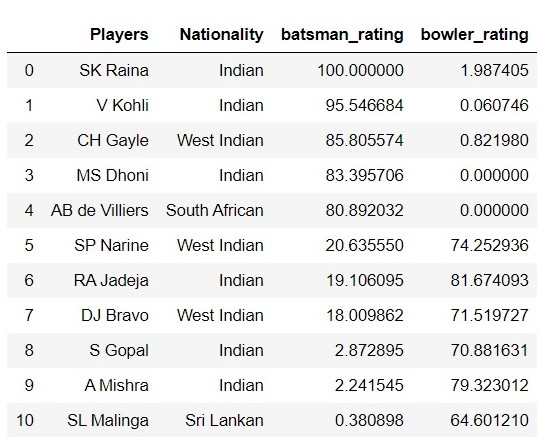 Players Nationality batsman_rating bowler_rating
0 SK Raina Indian 100.000000 1.987405
1 V Kohli Indian 95.546684 0.060746
2 CH Gayle West Indian 85.805574 0.821980
3 MS Dhoni Indian 83.395706 0.000000
4 AB de Villiers South African 80.892032 0.000000
5 SP Narine West Indian 20.635550 74.252936
6 RA Jadeja Indian 19.106095 81.674093
7 DJ Bravo West Indian 18.009862 71.519727
8 S Gopal Indian 2.872895 70.881631
9 A Mishra Indian 2.241545 79.323012
10 SL Malinga Sri Lankan 0.380898 64.601210